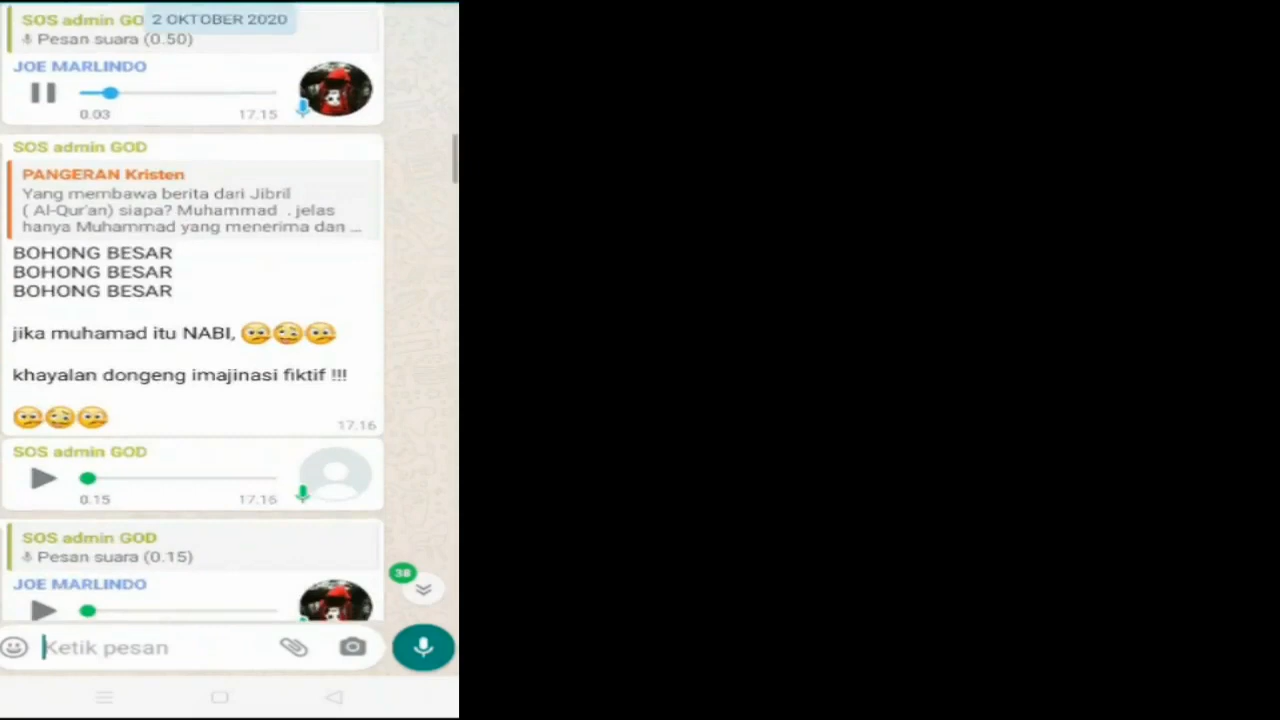 SOS admin GO
2 OKTOBER 2020
Pesan suara (0.50)
JOE MARLINDO
0.03
17.15
SOS admin GOD
PANGERAN Kristen
Yang membawa berita dari Jibril
( Al-Qur'an) siapa? Muhammad . jelas
hanya Muhammad yang menerima dan ...
BOHONG BESAR
BOHONG BESAR
BOHONG BESAR
jika muhamad itu NABI,
khayalan dongeng imajinasi fiktif !!!
17.16
SOS admin GOD
0.15
17.16
SOS admin GOD
Pesan suara (0.15)
JOE MARLINDO
38
Ketik pesan